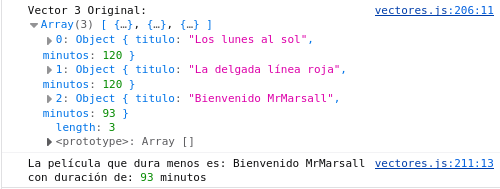 Vector 3 Original: vectores.js:206:11
Array(3) [ {…}, {…}, {…} ]
0: Object { titulo: "Los lunes al sol",
minutos: 120 }
1: Object { titulo: "La delgada línea roja",
minutos: 120 }
2: Object { titulo: "Bienvenido MrMarsall",
minutos: 93 }
length: 3
<prototype>: Array []
La película que dura menos es: Bienvenido MrMarsall vectores.js:211:13
con duración de: 93 minutos